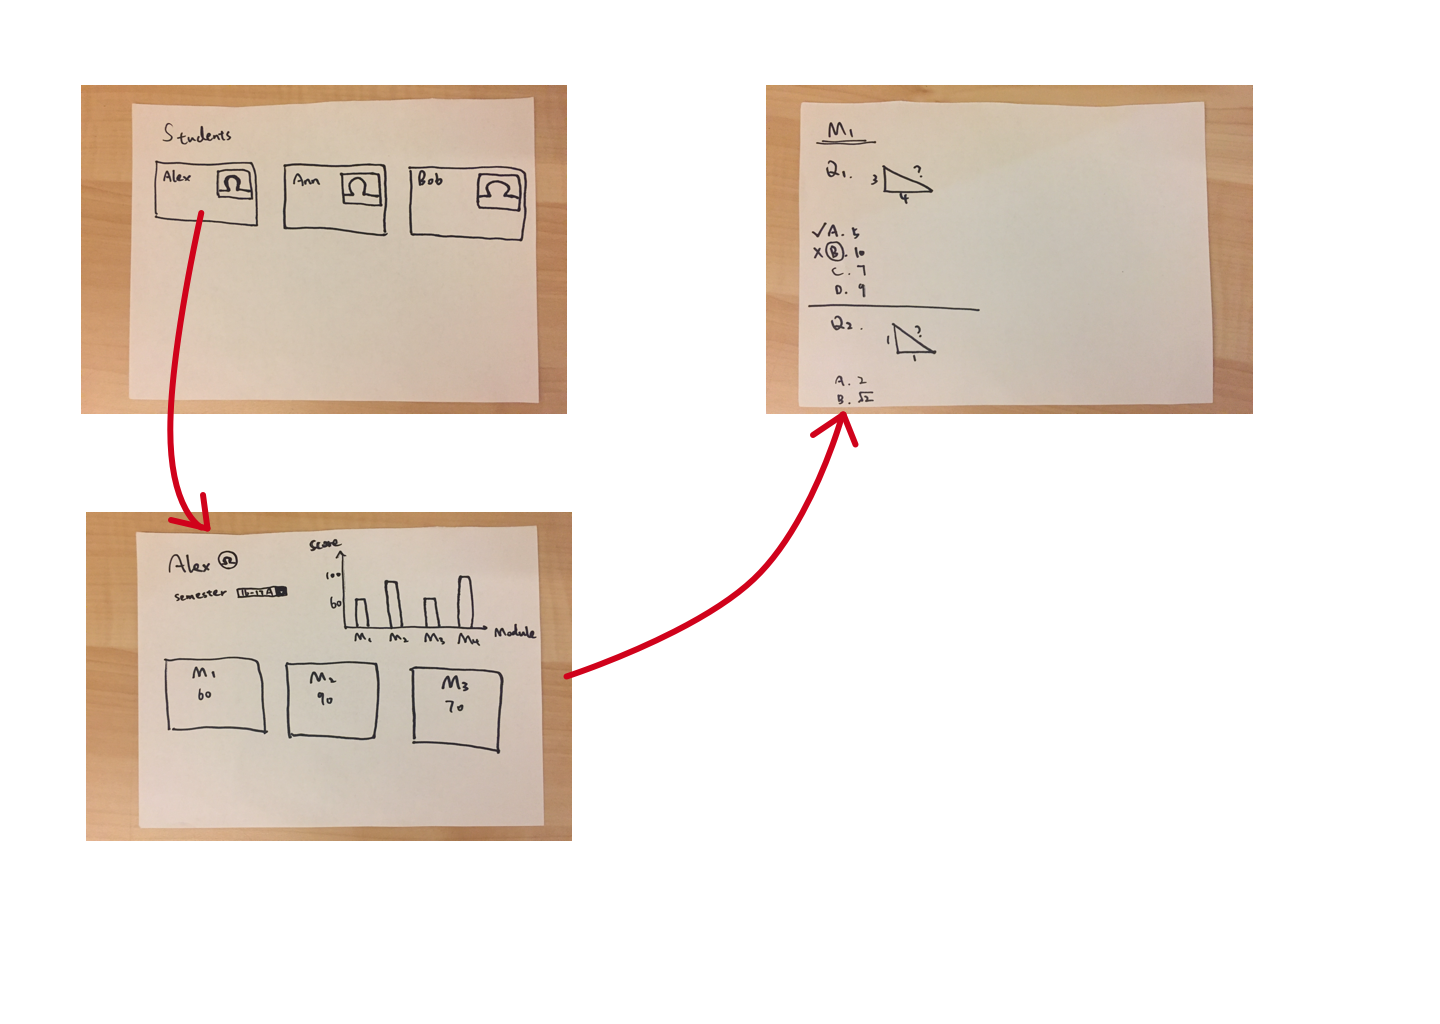 Students
Alex
Ann
Bob
Alex
semester 16-17A
Score
100
60
M1 M2 M3 M4 Module
M1
60
M2
90
M3
70
M1
Q1.
3
?
4
✓A. 5
X B. 10
C. 7
D. 9
Q2.
1
?
1
A. 2
B. √2